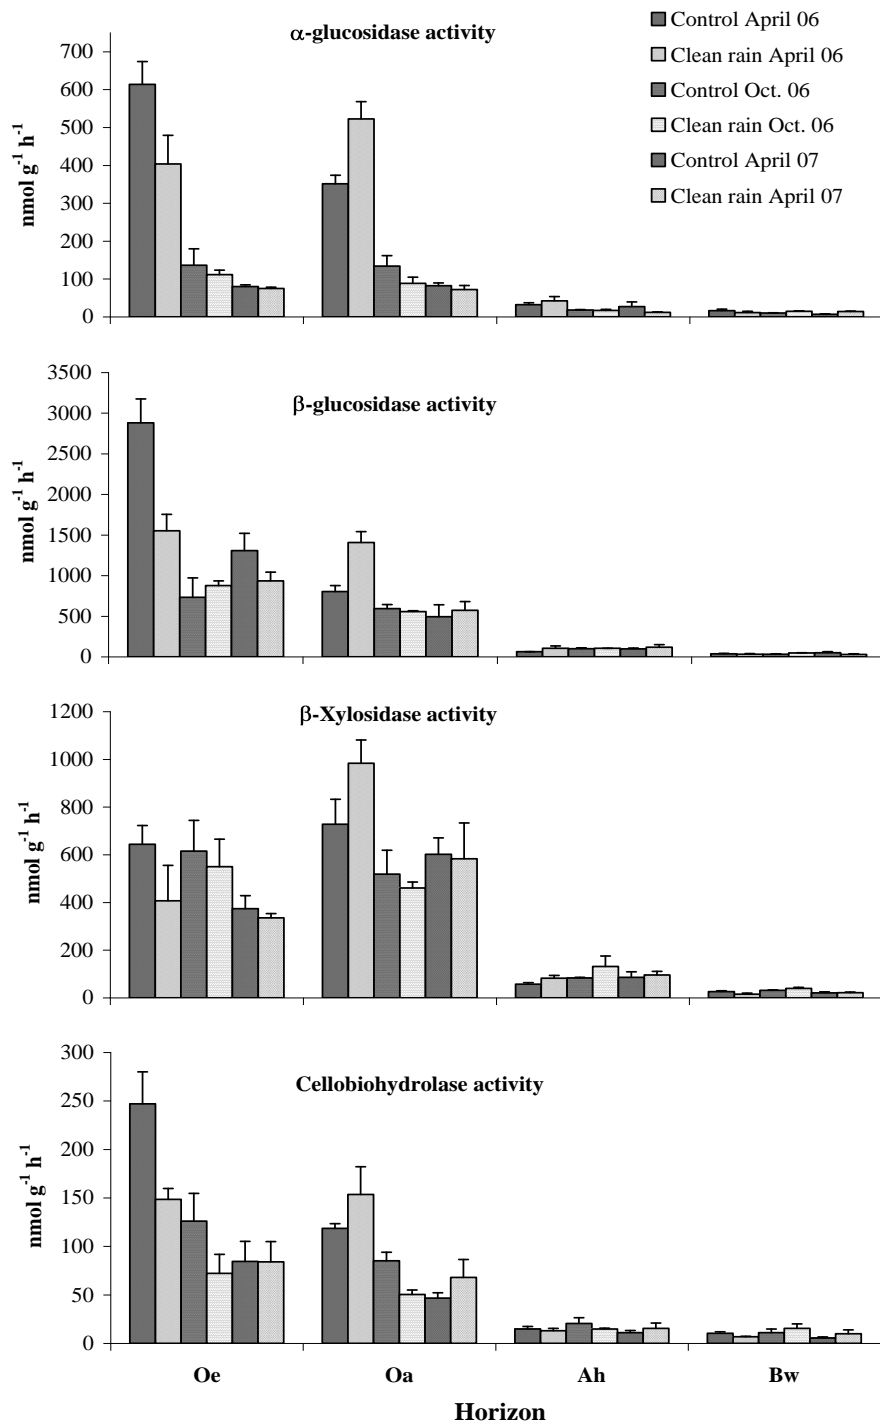 α-glucosidase activity
Control April 06
Clean rain April 06
Control Oct. 06
Clean rain Oct. 06
Control April 07
Clean rain April 07
700
600
500
400
300
200
100
0
nmol g⁻¹ h⁻¹
β-glucosidase activity
3500
3000
2500
2000
1500
1000
500
0
nmol g⁻¹ h⁻¹
β-Xylosidase activity
1200
1000
800
600
400
200
0
nmol g⁻¹ h⁻¹
Cellobiohydrolase activity
300
250
200
150
100
50
0
nmol g⁻¹ h⁻¹
Oe Oa Ah Bw
Horizon